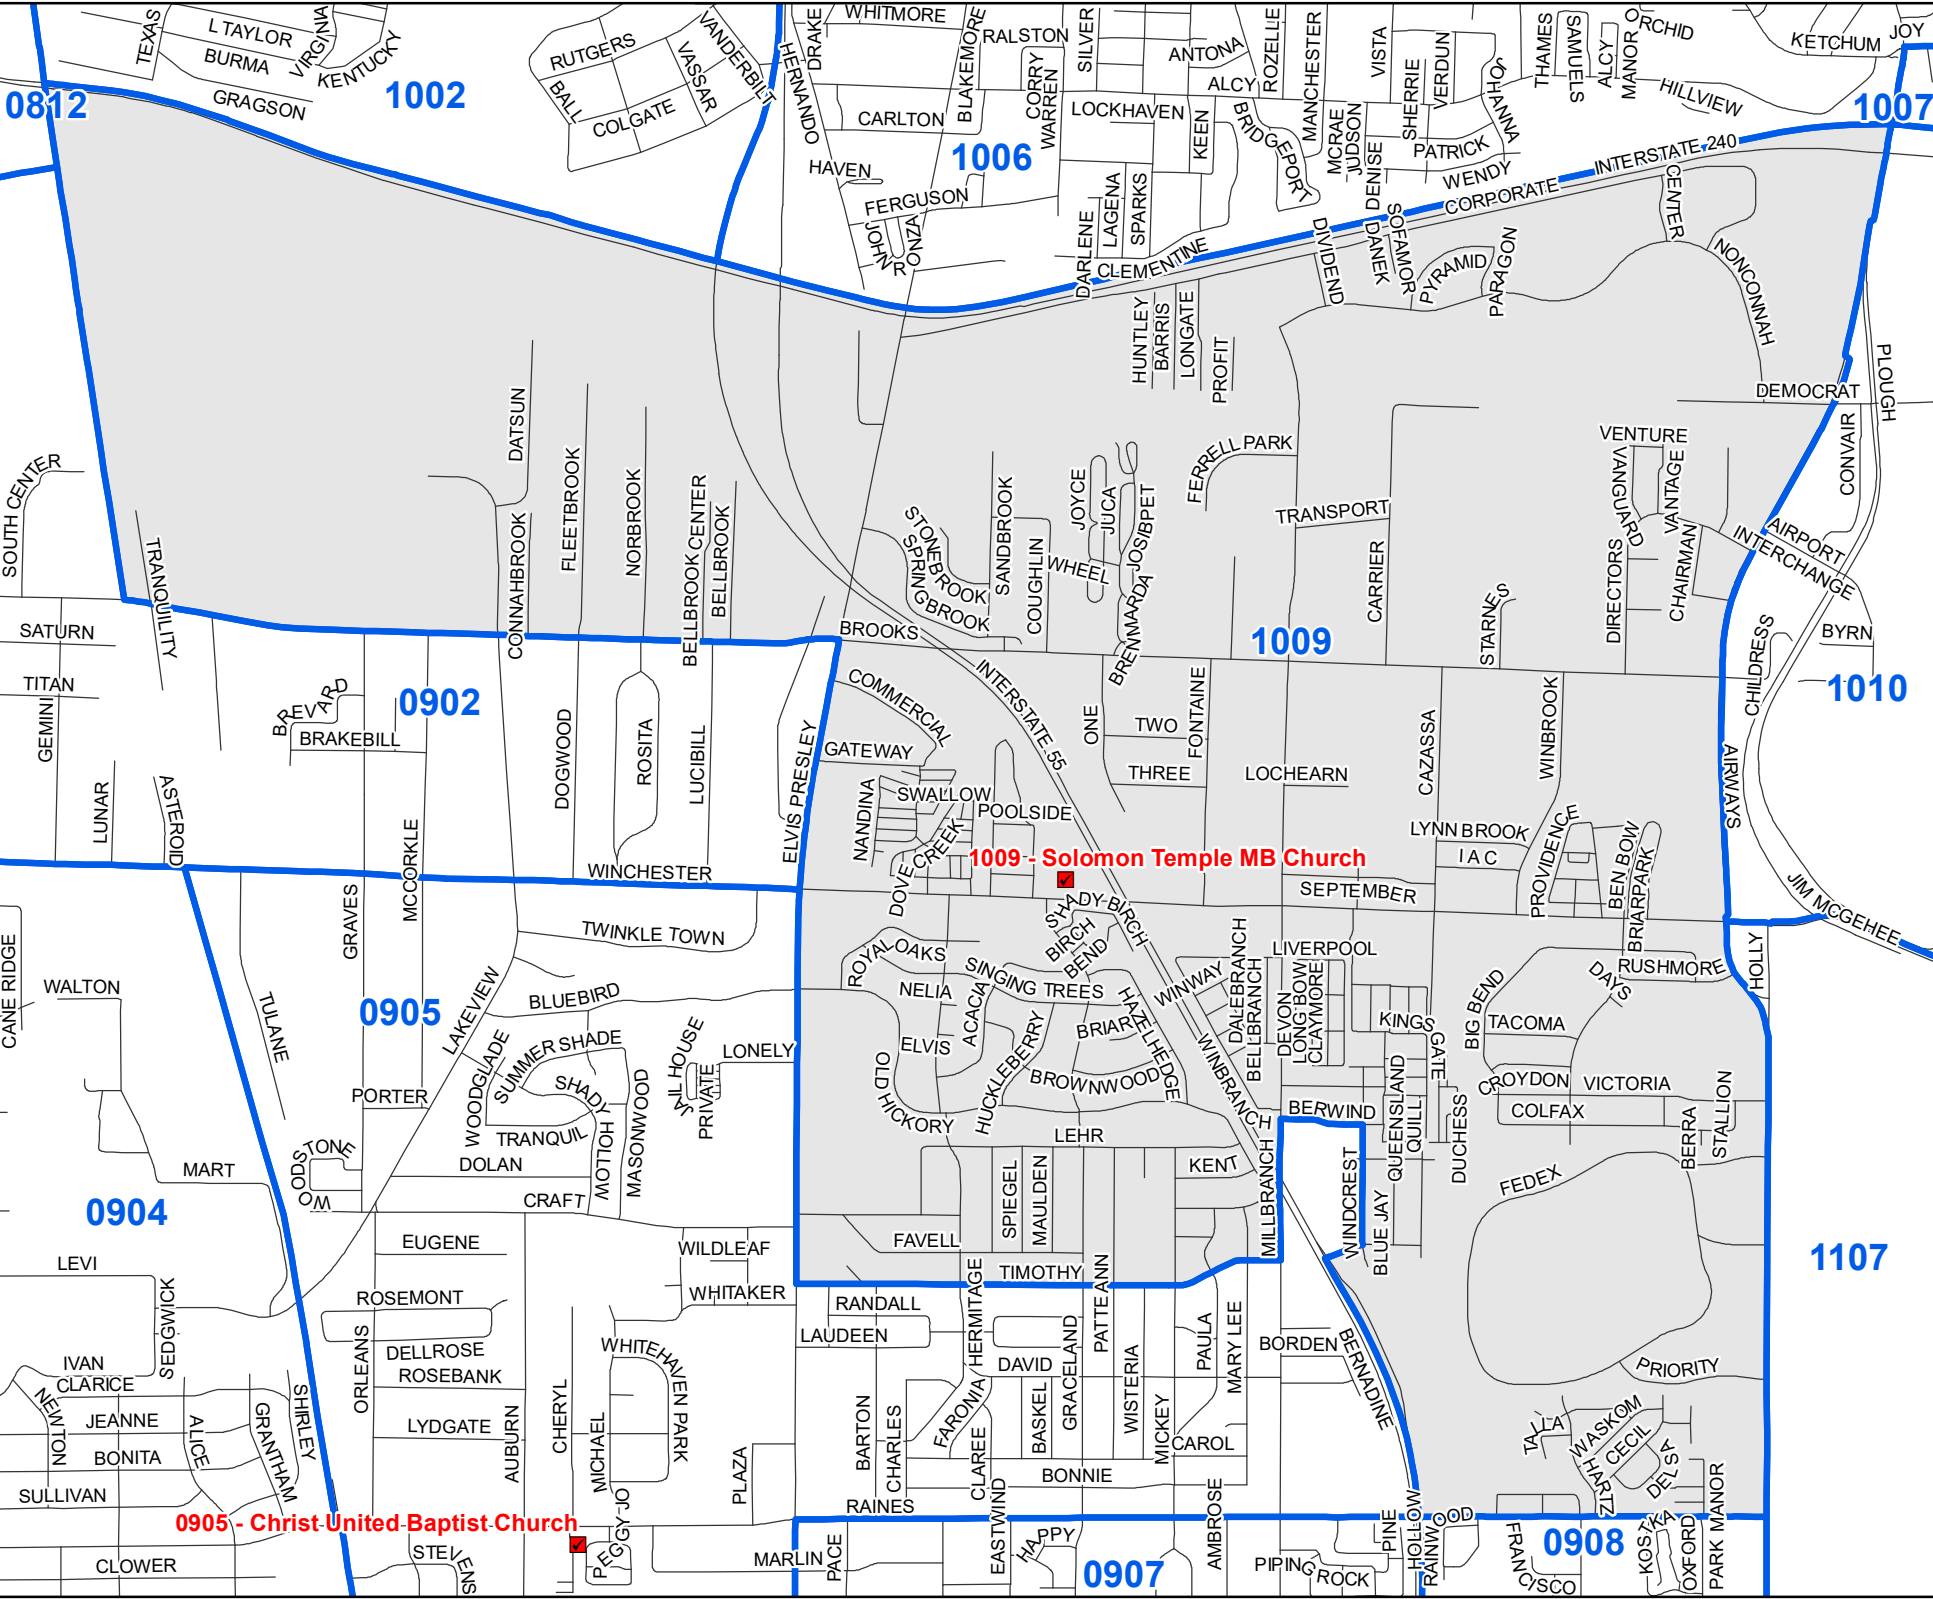 TEXAS
L TAYLOR
BURMA
VIRGINIA
KENTUCKY
GRAGSON
1002
0812
RUTGERS
BALL
COLGATE
VASSAR
VANDERBILT
HERNANDO
DRAKE
WHITMORE
BLAKEMORE
RALSTON
SILVER
CORRY
WARREN
CARLTON
LOCKHAVEN
1006
HAVEN
FERGUSON
JOHN
RONZA
ANTONA
ALCY
ROZELLE
MANCHESTER
KEEN
BRIDGEPORT
MCRAE
JUDSON
DENISE
VISTA
SHERRIE
VERDUN
JOHANNA
PATRICK
WENDY
THAMES
SAMUELS
ALCY
MANOR
ORCHID
HILLVIEW
KETCHUM
JOY
1007
INTERSTATE 240
CORPORATE
CENTER
NONCONNAH
DARLENE
LAGENA
SPARKS
CLEMENTINE
DIVIDEND
DANEK
SOFAMOR
PYRAMID
PARAGON
HUNTLEY
BARRIS
LONGATE
PROFIT
DEMOCRAT
PLOUGH
CONVAIR
VENTURE
VANGUARD
VANTAGE
AIRPORT
INTERCHANGE
DIRECTORS
CHAIRMAN
SOUTH CENTER
DATSUN
FLEETBROOK
NORBROOK
BELLBROOK CENTER
BELLBROOK
CONNAHBROOK
TRANQUILITY
STONEBROOK
SPRINGBROOK
SANDBROOK
COUGHLIN
JOYCE
JUCA
JOSIBPET
WHEEL
BRENMARDA
FERRELL PARK
TRANSPORT
CARRIER
STARNES
1009
BROOKS
CHILDRESS
BYRN
1010
SATURN
TITAN
GEMINI
LUNAR
ASTEROID
BREVARD
BRAKEBILL
0902
MCCORKLE
DOGWOOD
ROSITA
LUCIBILL
ELVIS PRESLEY
WINCHESTER
COMMERCIAL
GATEWAY
INTERSTATE 55
ONE
TWO
THREE
FONTAINE
LOCHEARN
CAZASSA
WINBROOK
AIRWAYS
NANDINA
SWALLOW
POOLSIDE
DOVE CREEK
1009 - Solomon Temple MB Church
LYNNBROOK
I A C
SEPTEMBER
PROVIDENCE
BEN BOW
BRIARPARK
JIM MCGEHEE
HOLLY
SHADY BIRCH
BIRCH BEND
GRAVES
TWINKLE TOWN
CANE RIDGE
WALTON
TULANE
0905
LAKEVIEW
BLUEBIRD
ROYAL OAKS
SINGING TREES
NELIA
ACACIA
ELVIS
OLD HICKORY
HUCKLEBERRY
BRIAR
HAZELHEDGE
BROWNWOOD
WINWAY
WINBRANCH
DALEBRANCH
BELLBRANCH
LIVERPOOL
DEVON
LONGBOW
CLAYMORE
KINGSGATE
BIG BEND
DAYS
RUSHMORE
TACOMA
CROYDON
VICTORIA
COLFAX
BERRA
STALLION
QUEENSLAND
QUILL
DUCHESS
BERWIND
WOODGLADE
SUMMER SHADE
SHADY HOLLOW
TRANQUIL
MASONWOOD
JAILHOUSE
PRIVATE
LONELY
PORTER
WOODSTONE
DOLAN
CRAFT
MART
0904
LEVI
LEHR
KENT
SPIEGEL
MAULDEN
FAVELL
TIMOTHY
MILLBRANCH
WINDCREST
BLUE JAY
FEDEX
1107
EUGENE
WILDLEAF
WHITAKER
ROSEMONT
SEDGWICK
IVAN
CLARICE
NEWTON
JEANNE
BONITA
ALICE
GRANTHAM
SHIRLEY
SULLIVAN
CLOWER
ORLEANS
DELLROSE
ROSEBANK
LYDGATE
AUBURN
CHERYL
MICHAEL
WHITEHAVEN PARK
PLAZA
RANDALL
LAUDEEN
HERMITAGE
DAVID
FARONIA
BARTON
CHARLES
CLAREE
BASKEL
GRACELAND
PATTE ANN
WISTERIA
MICKEY
PAULA
MARY LEE
CAROL
BONNIE
BORDEN
BERNADINE
PRIORITY
TALLA
WASKOM
CECIL
HARTZ
DELSA
0905 - Christ United Baptist Church
STEVENS
PEGGY JO
RAINES
MARLIN
PACE
EASTWIND
HAPPY
0907
AMBROSE
PIPING ROCK
PINE HOLLOW
RAINWOOD
FRANCISCO
0908
KOSTKA
OXFORD
PARK MANOR